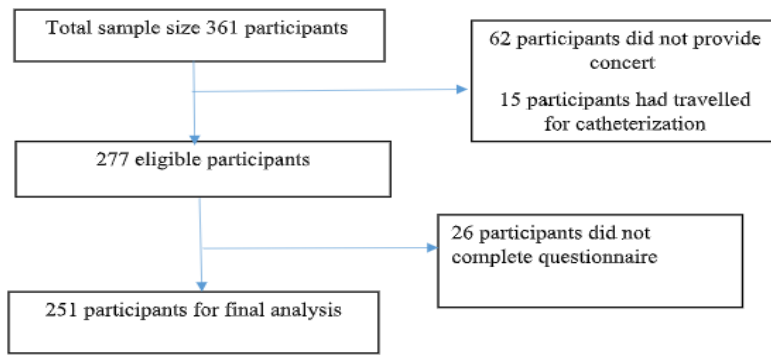 Total sample size 361 participants
62 participants did not provide
concert
15 participants had travelled
for catheterization
277 eligible participants
26 participants did not
complete questionnaire
251 participants for final analysis